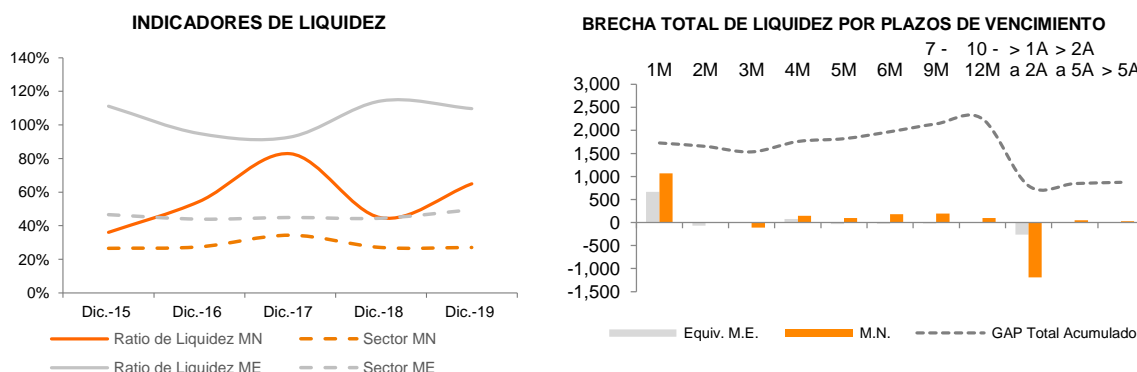 INDICADORES DE LIQUIDEZ
140%
120%
100%
80%
60%
40%
20%
0%
Dic.-15 Dic.-16 Dic.-17 Dic.-18 Dic.-19
Ratio de Liquidez MN Sector MN
Ratio de Liquidez ME Sector ME
BRECHA TOTAL DE LIQUIDEZ POR PLAZOS DE VENCIMIENTO
7 - 10 - > 1A > 2A
1M 2M 3M 4M 5M 6M 9M 12M a 2A a 5A > 5A
3,000
2,500
2,000
1,500
1,000
500
0
-500
-1,000
-1,500
Equiv. M.E. M.N. GAP Total Acumulado